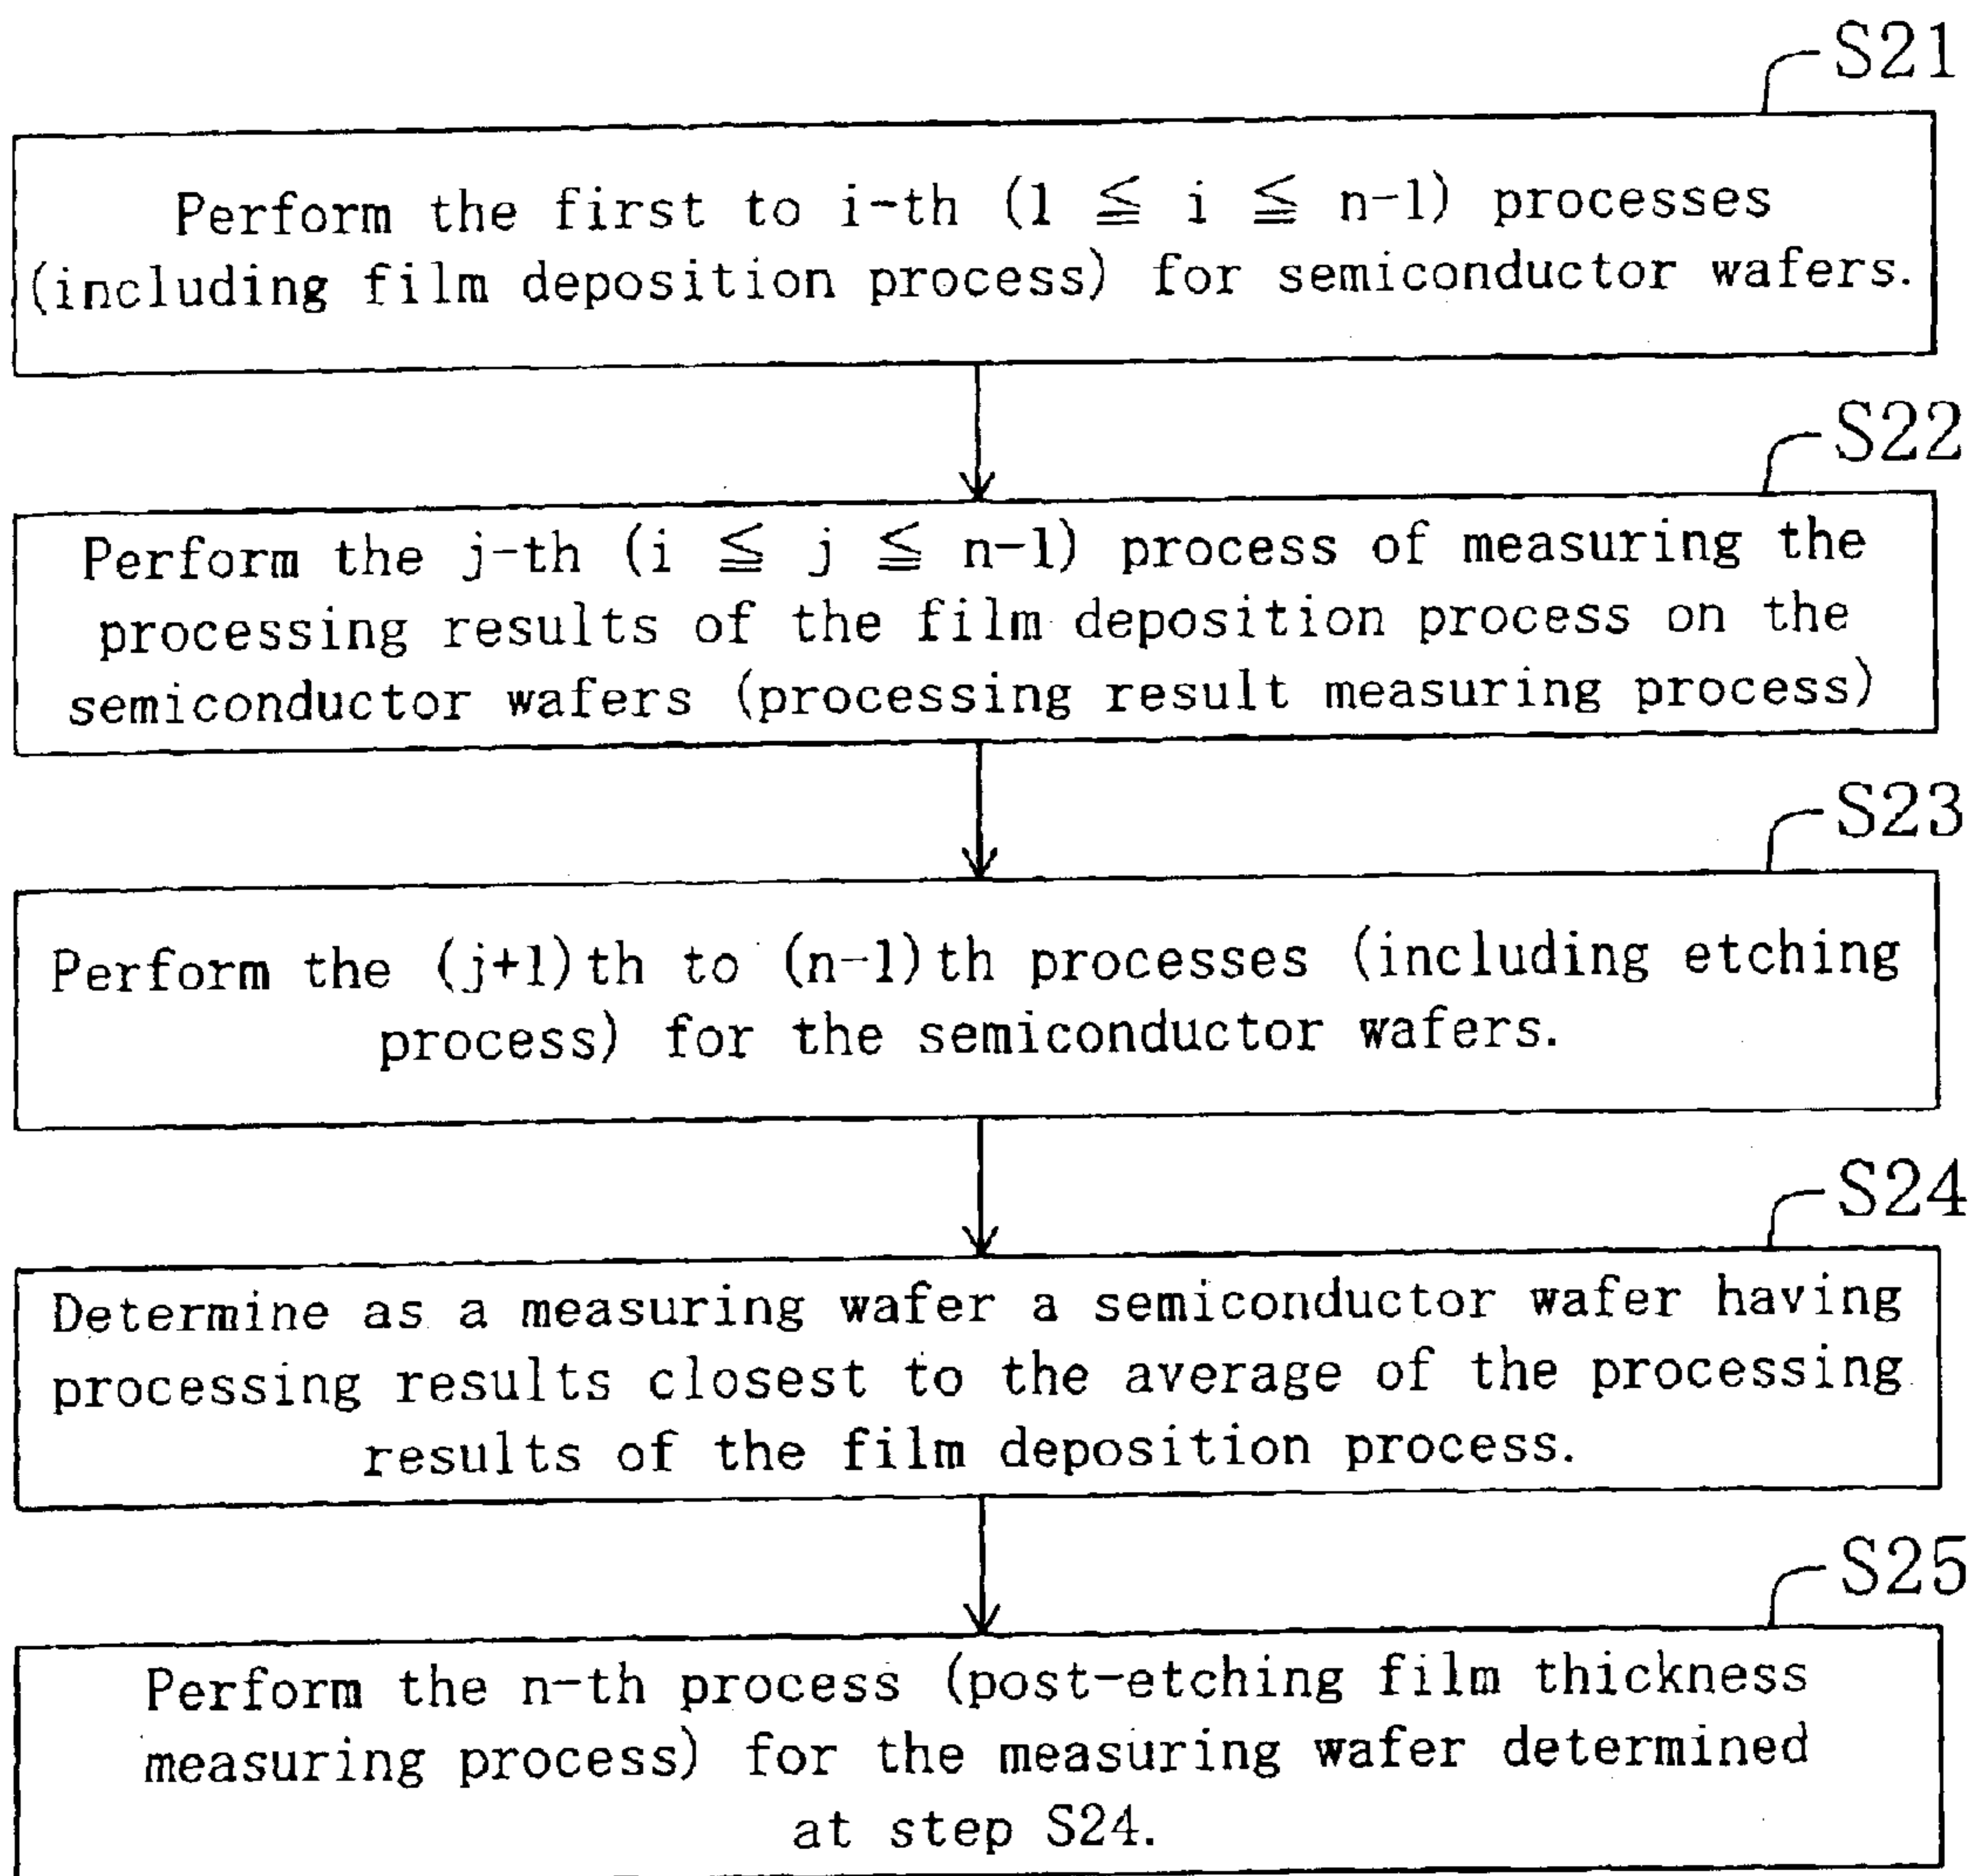 S21
Perform the first to i-th (1 ≦ i ≦ n-1) processes
(including film deposition process) for semiconductor wafers.
S22
Perform the j-th (i ≦ j ≦ n-1) process of measuring the
processing results of the film deposition process on the
semiconductor wafers (processing result measuring process)
S23
Perform the (j+1)th to (n-1)th processes (including etching
process) for the semiconductor wafers.
S24
Determine as a measuring wafer a semiconductor wafer having
processing results closest to the average of the processing
results of the film deposition process.
S25
Perform the n-th process (post-etching film thickness
measuring process) for the measuring wafer determined
at step S24.